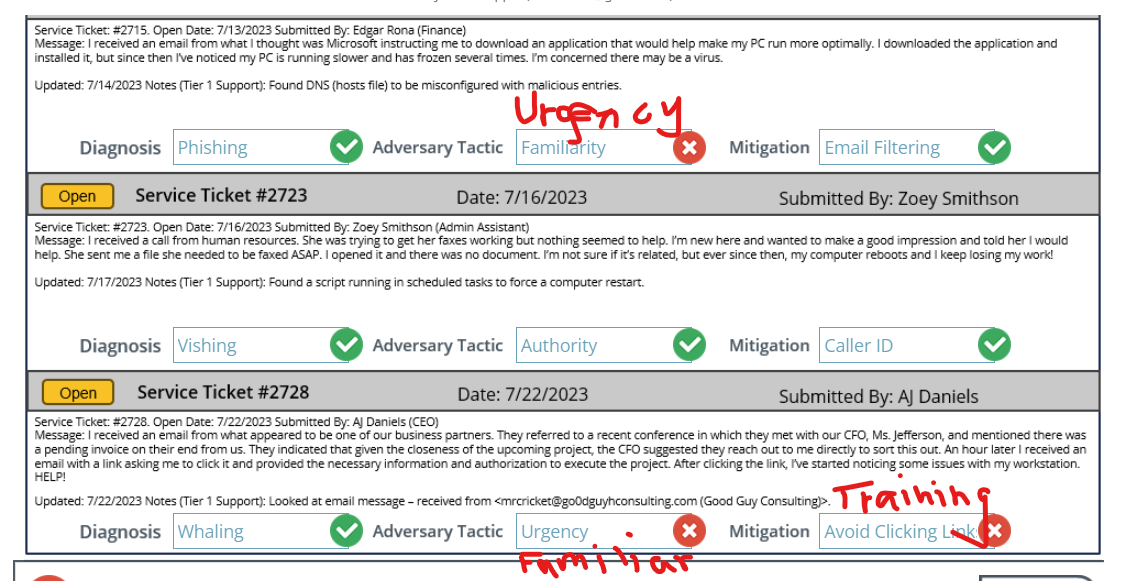 Service Ticket: #2715. Open Date: 7/13/2023 Submitted By: Edgar Rona (Finance)
Message: I received an email from what I thought was Microsoft instructing me to download an application that would help make my PC run more optimally. I downloaded the application and
installed it, but since then I've noticed my PC is running slower and has frozen several times. I'm concerned there may be a virus.
Updated: 7/14/2023 Notes (Tier 1 Support): Found DNS (hosts file) to be misconfigured with malicious entries.
Urgency
Diagnosis Phishing Adversary Tactic Familiarity Mitigation Email Filtering
Open Service Ticket #2723 Date: 7/16/2023 Submitted By: Zoey Smithson
Service Ticket: #2723. Open Date: 7/16/2023 Submitted By: Zoey Smithson (Admin Assistant)
Message: I received a call from human resources. She was trying to get her faxes working but nothing seemed to help. I'm new here and wanted to make a good impression and told her I would
help. She sent me a file she needed to be faxed ASAP. I opened it and there was no document. I'm not sure if it's related, but ever since then, my computer reboots and I keep losing my work!
Updated: 7/17/2023 Notes (Tier 1 Support): Found a script running in scheduled tasks to force a computer restart.
Diagnosis Vishing Adversary Tactic Authority Mitigation Caller ID
Open Service Ticket #2728 Date: 7/22/2023 Submitted By: AJ Daniels
Service Ticket: #2728. Open Date: 7/22/2023 Submitted By: AJ Daniels (CEO)
Message: I received an email from what appeared to be one of our business partners. They referred to a recent conference in which they met with our CFO, Ms. Jefferson, and mentioned there was
a pending invoice on their end from us. They indicated that given the closeness of the upcoming project, the CFO suggested they reach out to me directly to sort this out. An hour later I received an
email with a link asking me to click it and provided the necessary information and authorization to execute the project. After clicking the link, I've started noticing some issues with my workstation.
HELP!
Updated: 7/22/2023 Notes (Tier 1 Support): Looked at email message – received from <mrcricket@go0dguyhconsulting.com (Good Guy Consulting)>.
Training
Diagnosis Whaling Adversary Tactic Urgency Mitigation Avoid Clicking Link
Familiar